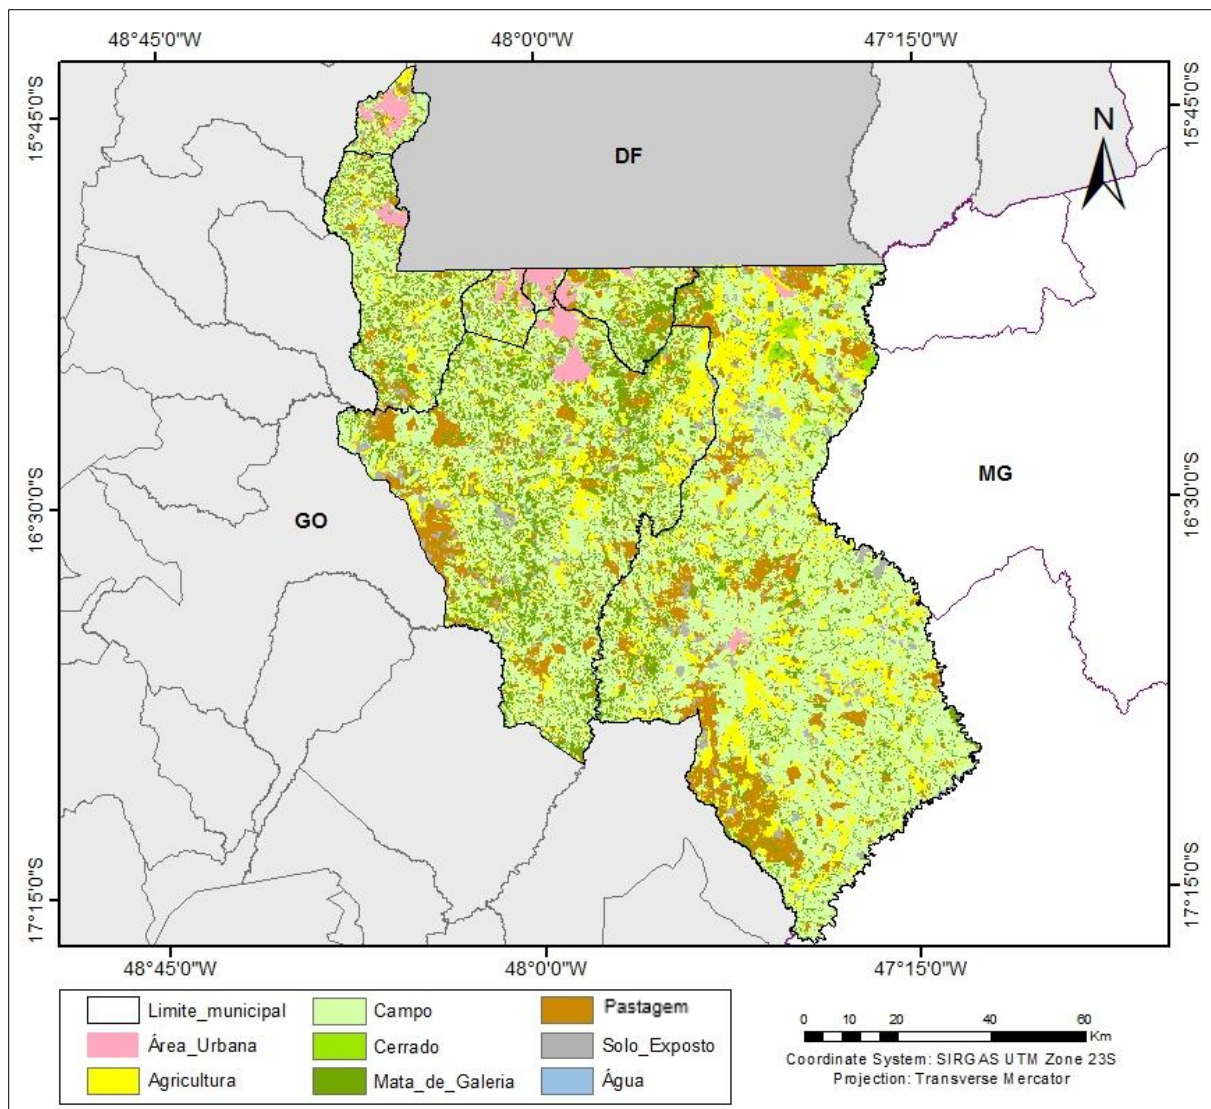 48°45'0"W 48°0'0"W 47°15'0"W
15°45'0"S 15°45'0"S
N
DF
MG
GO
16°30'0"S 16°30'0"S
17°15'0"S 17°15'0"S
48°45'0"W 48°0'0"W 47°15'0"W
Limite_municipal Campo Pastagem
Área_Urbana Cerrado Solo_Exposto
Agricultura Mata_de_Galeria Água
0 10 20 40 60
Km
Coordinate System: SIRGAS UTM Zone 23S
Projection: Transverse Mercator